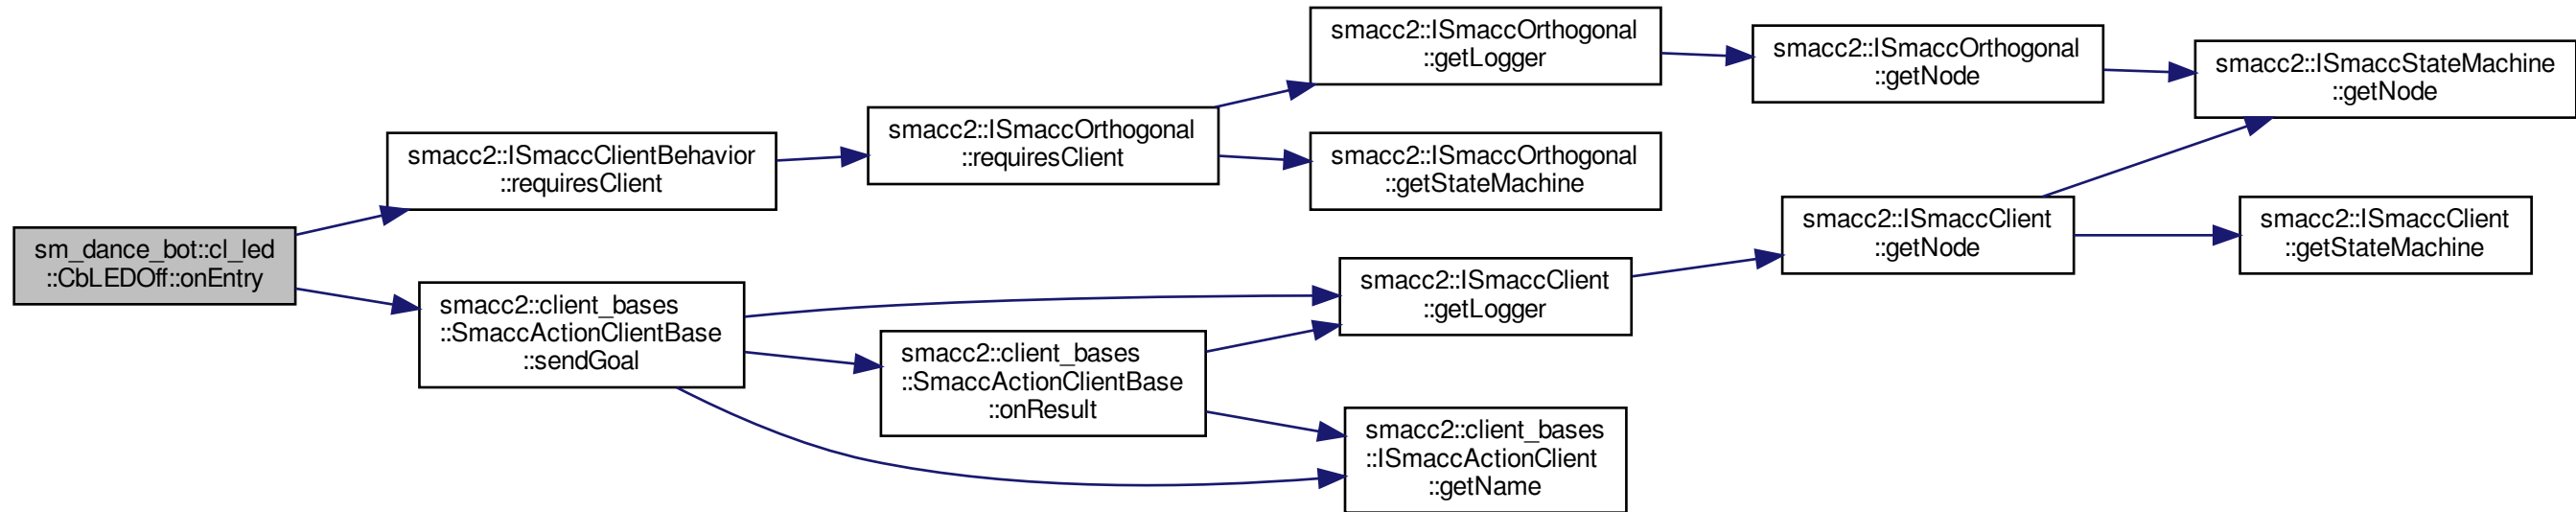 sm_dance_bot::cl_led
::CbLEDOff::onEntry
smacc2::ISmaccClientBehavior
::requiresClient
smacc2::ISmaccOrthogonal
::requiresClient
smacc2::ISmaccOrthogonal
::getLogger
smacc2::ISmaccOrthogonal
::getNode
smacc2::ISmaccStateMachine
::getNode
smacc2::ISmaccOrthogonal
::getStateMachine
smacc2::client_bases
::SmaccActionClientBase
::sendGoal
smacc2::ISmaccClient
::getLogger
smacc2::ISmaccClient
::getNode
smacc2::ISmaccClient
::getStateMachine
smacc2::client_bases
::SmaccActionClientBase
::onResult
smacc2::client_bases
::ISmaccActionClient
::getName